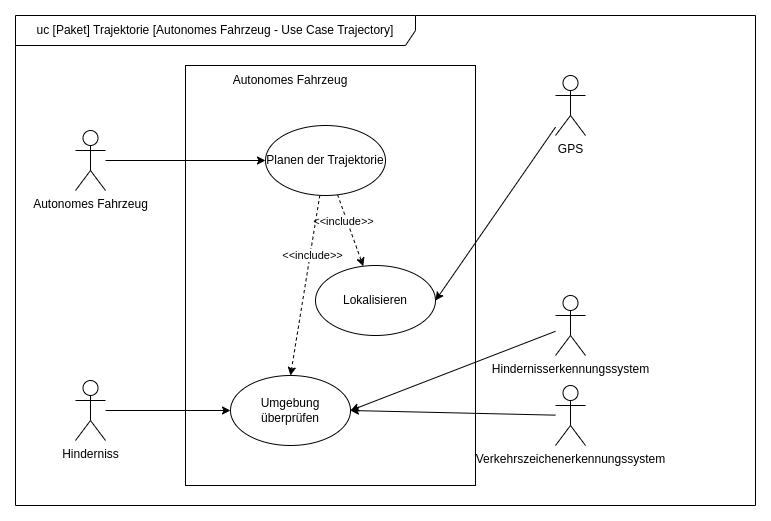 uc [Paket] Trajektorie [Autonomes Fahrzeug - Use Case Trajectory]
Autonomes Fahrzeug
Planen der Trajektorie
GPS
Autonomes Fahrzeug
<<include>>
<<include>>
Lokalisieren
Hindernisserkennungssystem
Umgebung
überprüfen
Hinderniss
Verkehrszeichenerkennungssystem